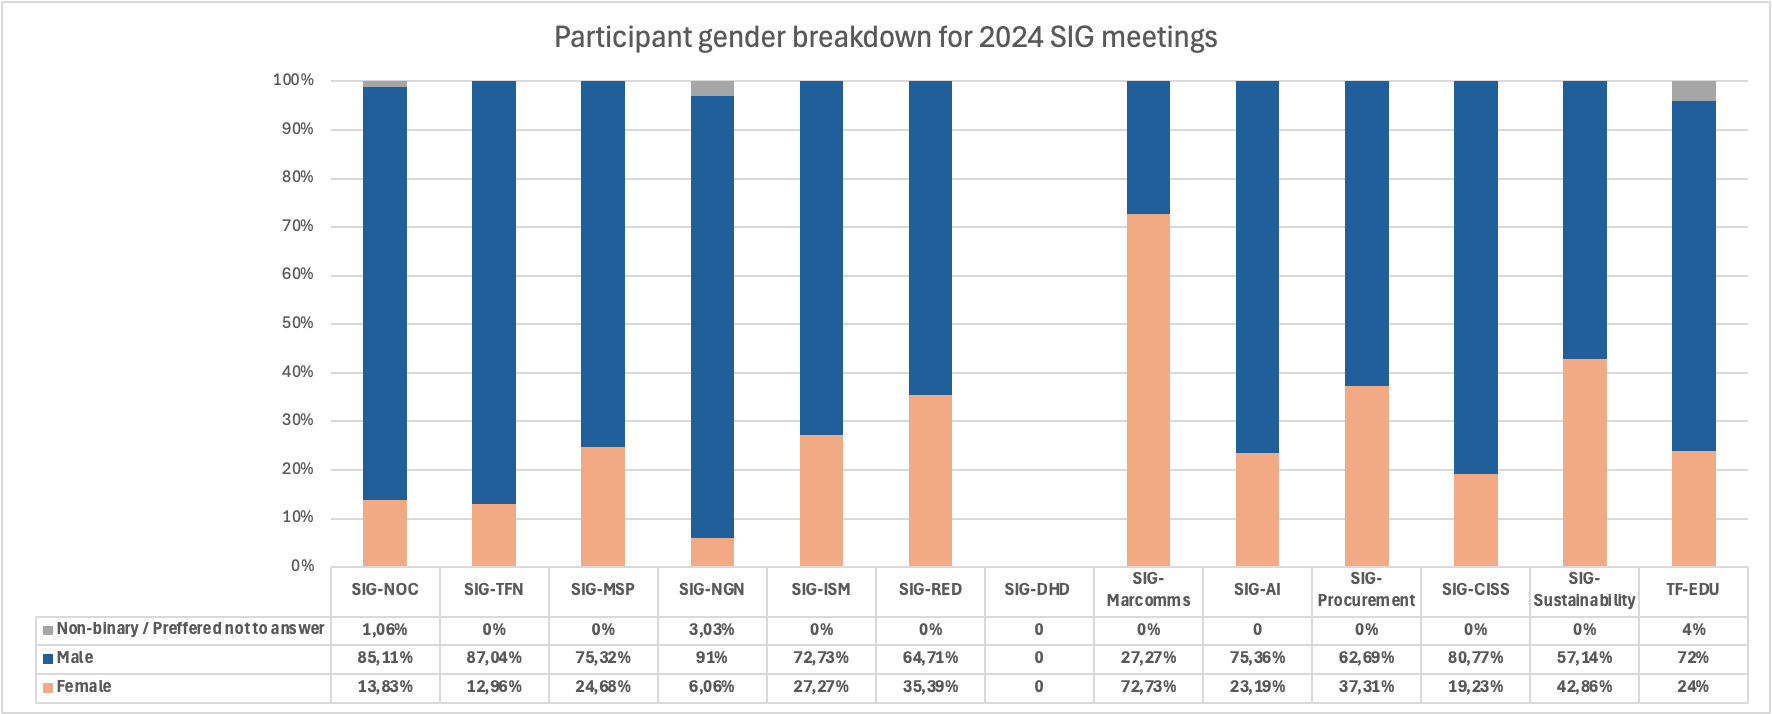 Participant gender breakdown for 2024 SIG meetings
100%
90%
80%
70%
60%
50%
40%
30%
20%
10%
0%
SIG-NOC SIG-TFN SIG-MSP SIG-NGN SIG-ISM SIG-RED SIG-DHD SIG-Marcomms SIG-AI SIG-Procurement SIG-CISS SIG-Sustainability TF-EDU
Non-binary / Preffered not to answer 1,06% 0% 0% 3,03% 0% 0% 0 0% 0 0% 0% 0% 4%
Male 85,11% 87,04% 75,32% 91% 72,73% 64,71% 0 27,27% 75,36% 62,69% 80,77% 57,14% 72%
Female 13,83% 12,96% 24,68% 6,06% 27,27% 35,39% 0 72,73% 23,19% 37,31% 19,23% 42,86% 24%